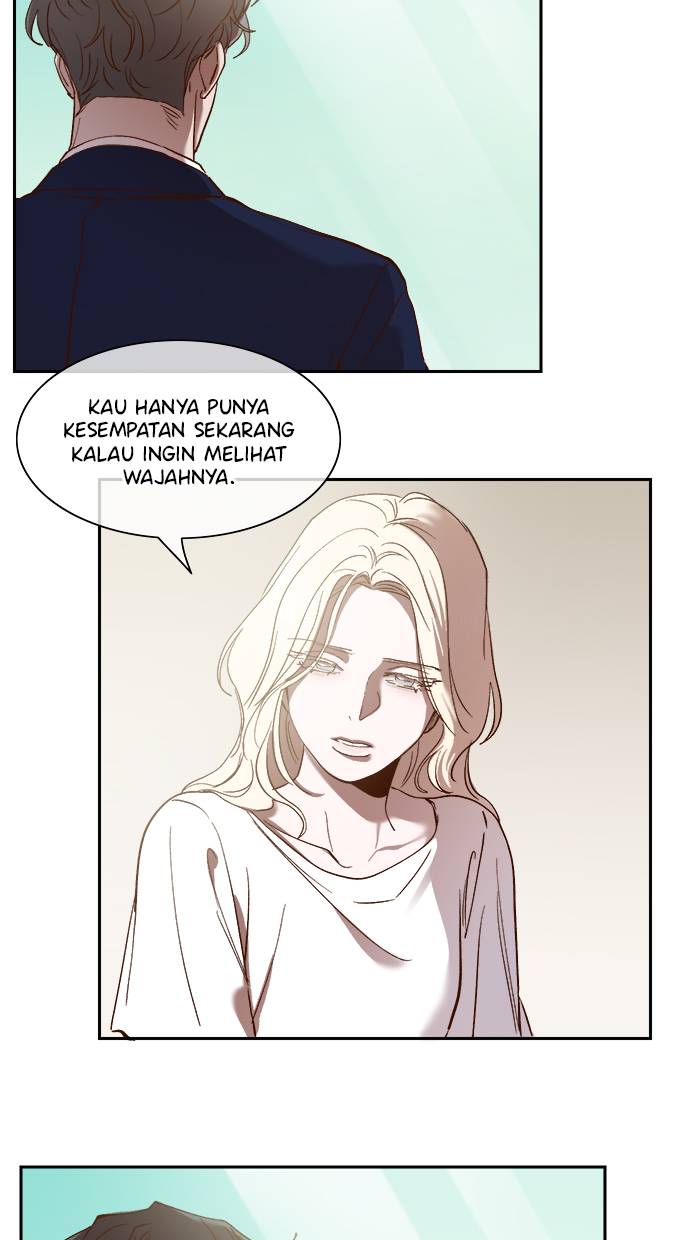 KAU HANYA PUNYA
KESEMPATAN SEKARANG
KALAU INGIN MELIHAT
WAJAHNYA.